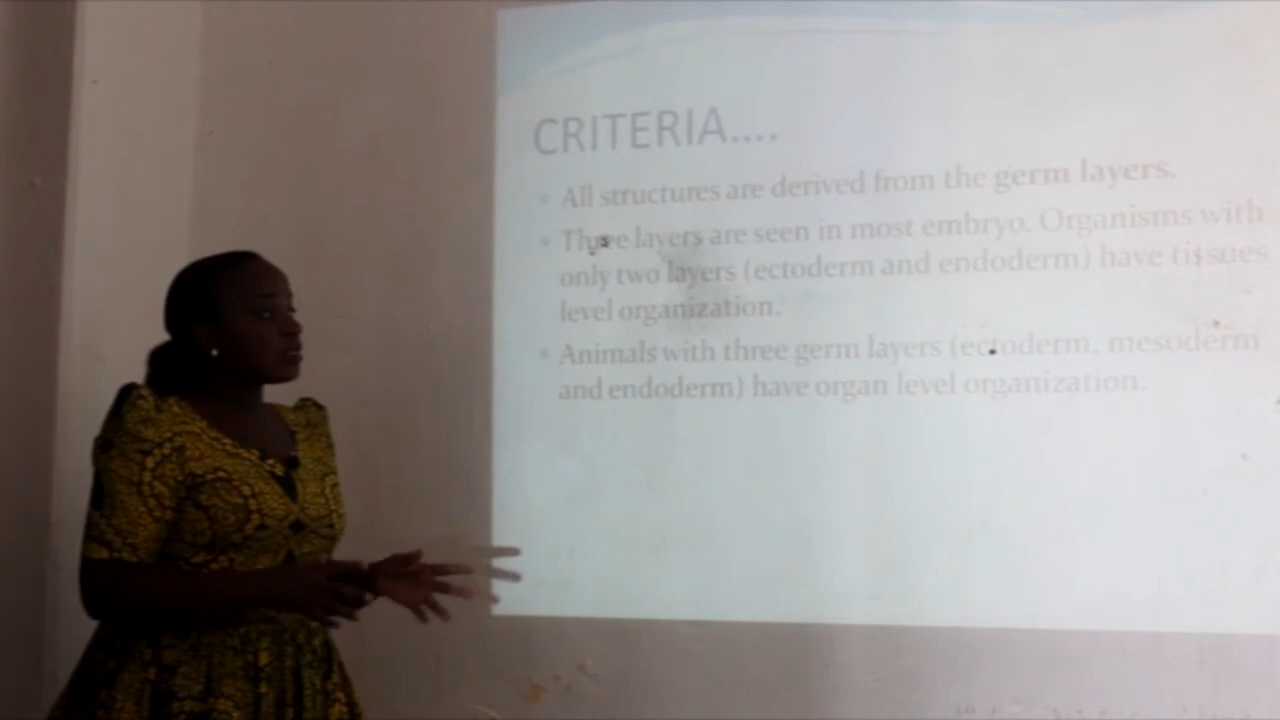 CRITERIA....
All structures are derived from the germ layers.
Three layers are seen in most embryo. Organisms with
only two layers (ectoderm and endoderm) have tissues
level organization.
Animals with three germ layers (ectoderm, mesoderm
and endoderm) have organ level organization.